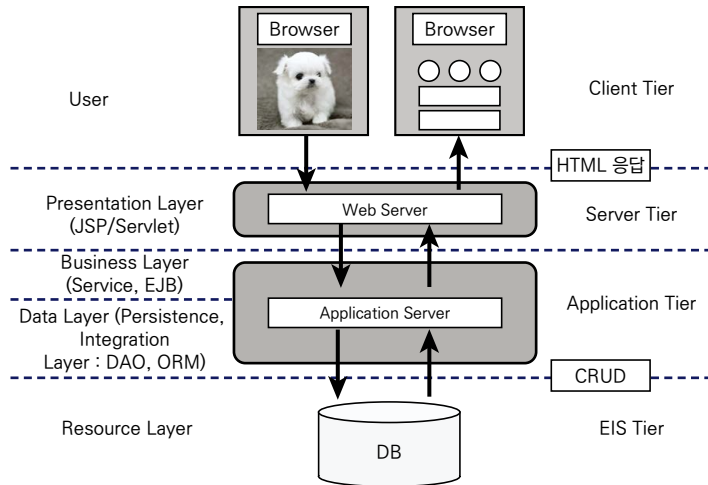 Browser
Browser
User
Client Tier
HTML 응답
Presentation Layer
(JSP/Servlet)
Web Server
Server Tier
Business Layer
(Service, EJB)
Data Layer (Persistence,
Integration
Layer : DAO, ORM)
Application Server
Application Tier
CRUD
Resource Layer
DB
EIS Tier